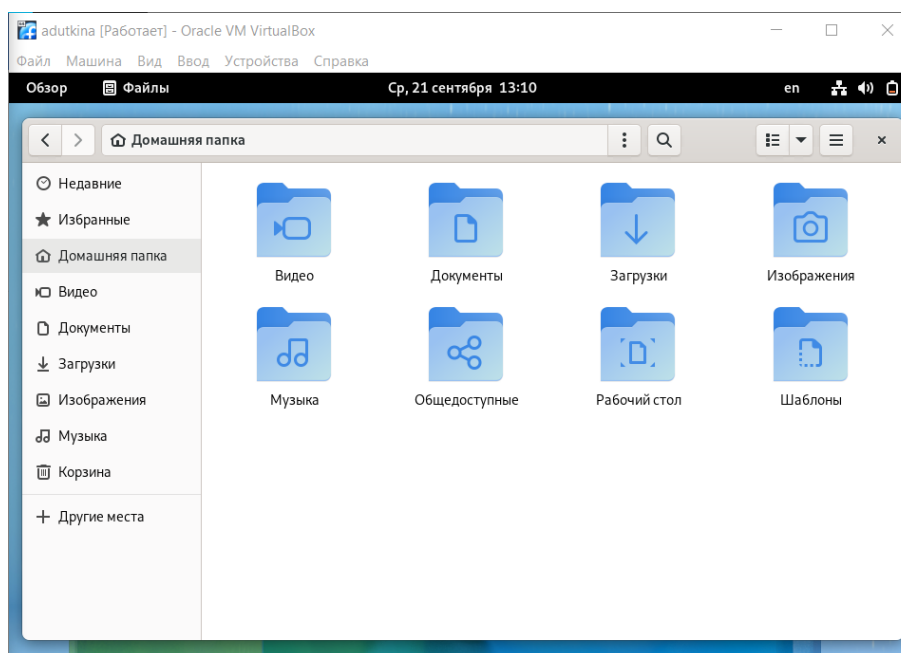 adutkina [Работает] - Oracle VM VirtualBox
Файл Машина Вид Ввод Устройства Справка
Обзор Файлы Ср, 21 сентября 13:10 en
Домашняя папка
Недавние
Избранные
Домашняя папка
Видео
Документы
Загрузки
Изображения
Музыка
Корзина
Другие места
Видео Документы Загрузки Изображения
Музыка Общедоступные Рабочий стол Шаблоны